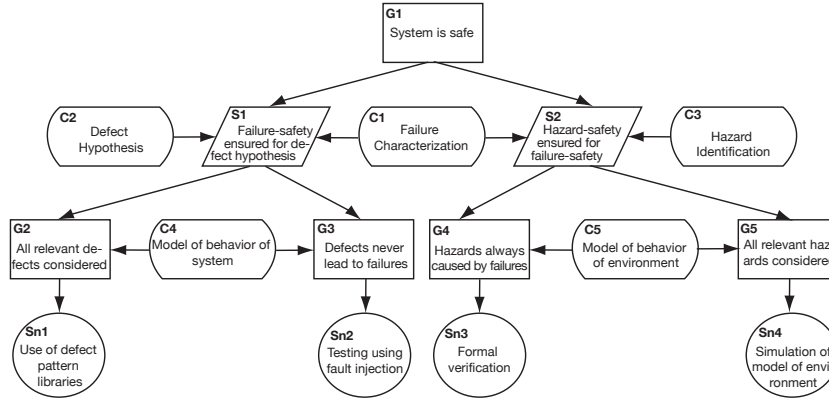 G1
System is safe
C2
Defect
Hypothesis
S1
Failure-safety
ensured for de-
fect hypothesis
C1
Failure
Characterization
S2
Hazard-safety
ensured for
failure-safety
C3
Hazard
Identification
G2
All relevant de-
fects considered
C4
Model of behavior of
system
G3
Defects never
lead to failures
G4
Hazards always
caused by failures
C5
Model of behavior
of environment
G5
All relevant haz
ards considered
Sn1
Use of defect
pattern
libraries
Sn2
Testing using
fault injection
Sn3
Formal
verification
Sn4
Simulation of
model of envi
ronment